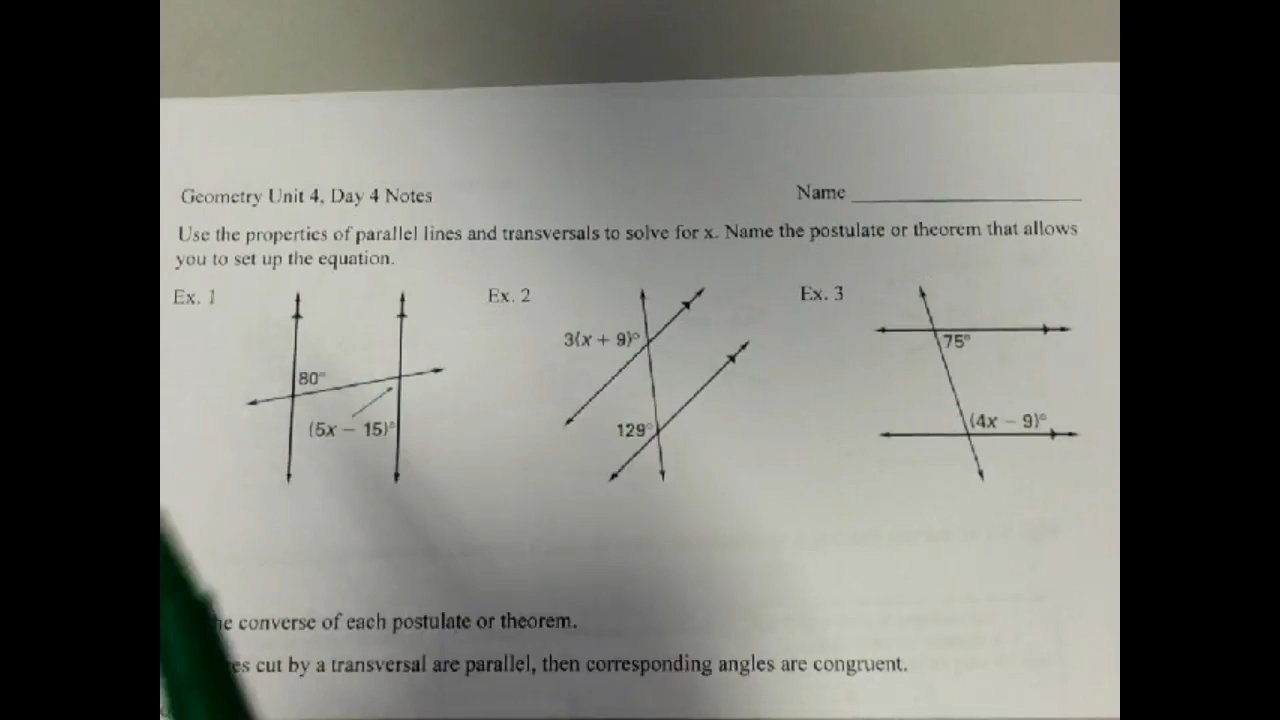 Geometry Unit 4, Day 4 Notes
Name
Use the properties of parallel lines and transversals to solve for x. Name the postulate or theorem that allows
you to set up the equation.
Ex. 1
Ex. 2
Ex. 3
80°
(5x − 15)°
3(x + 9)°
129°
75°
(4x − 9)°
converse of each postulate or theorem.
cut by a transversal are parallel, then corresponding angles are congruent.